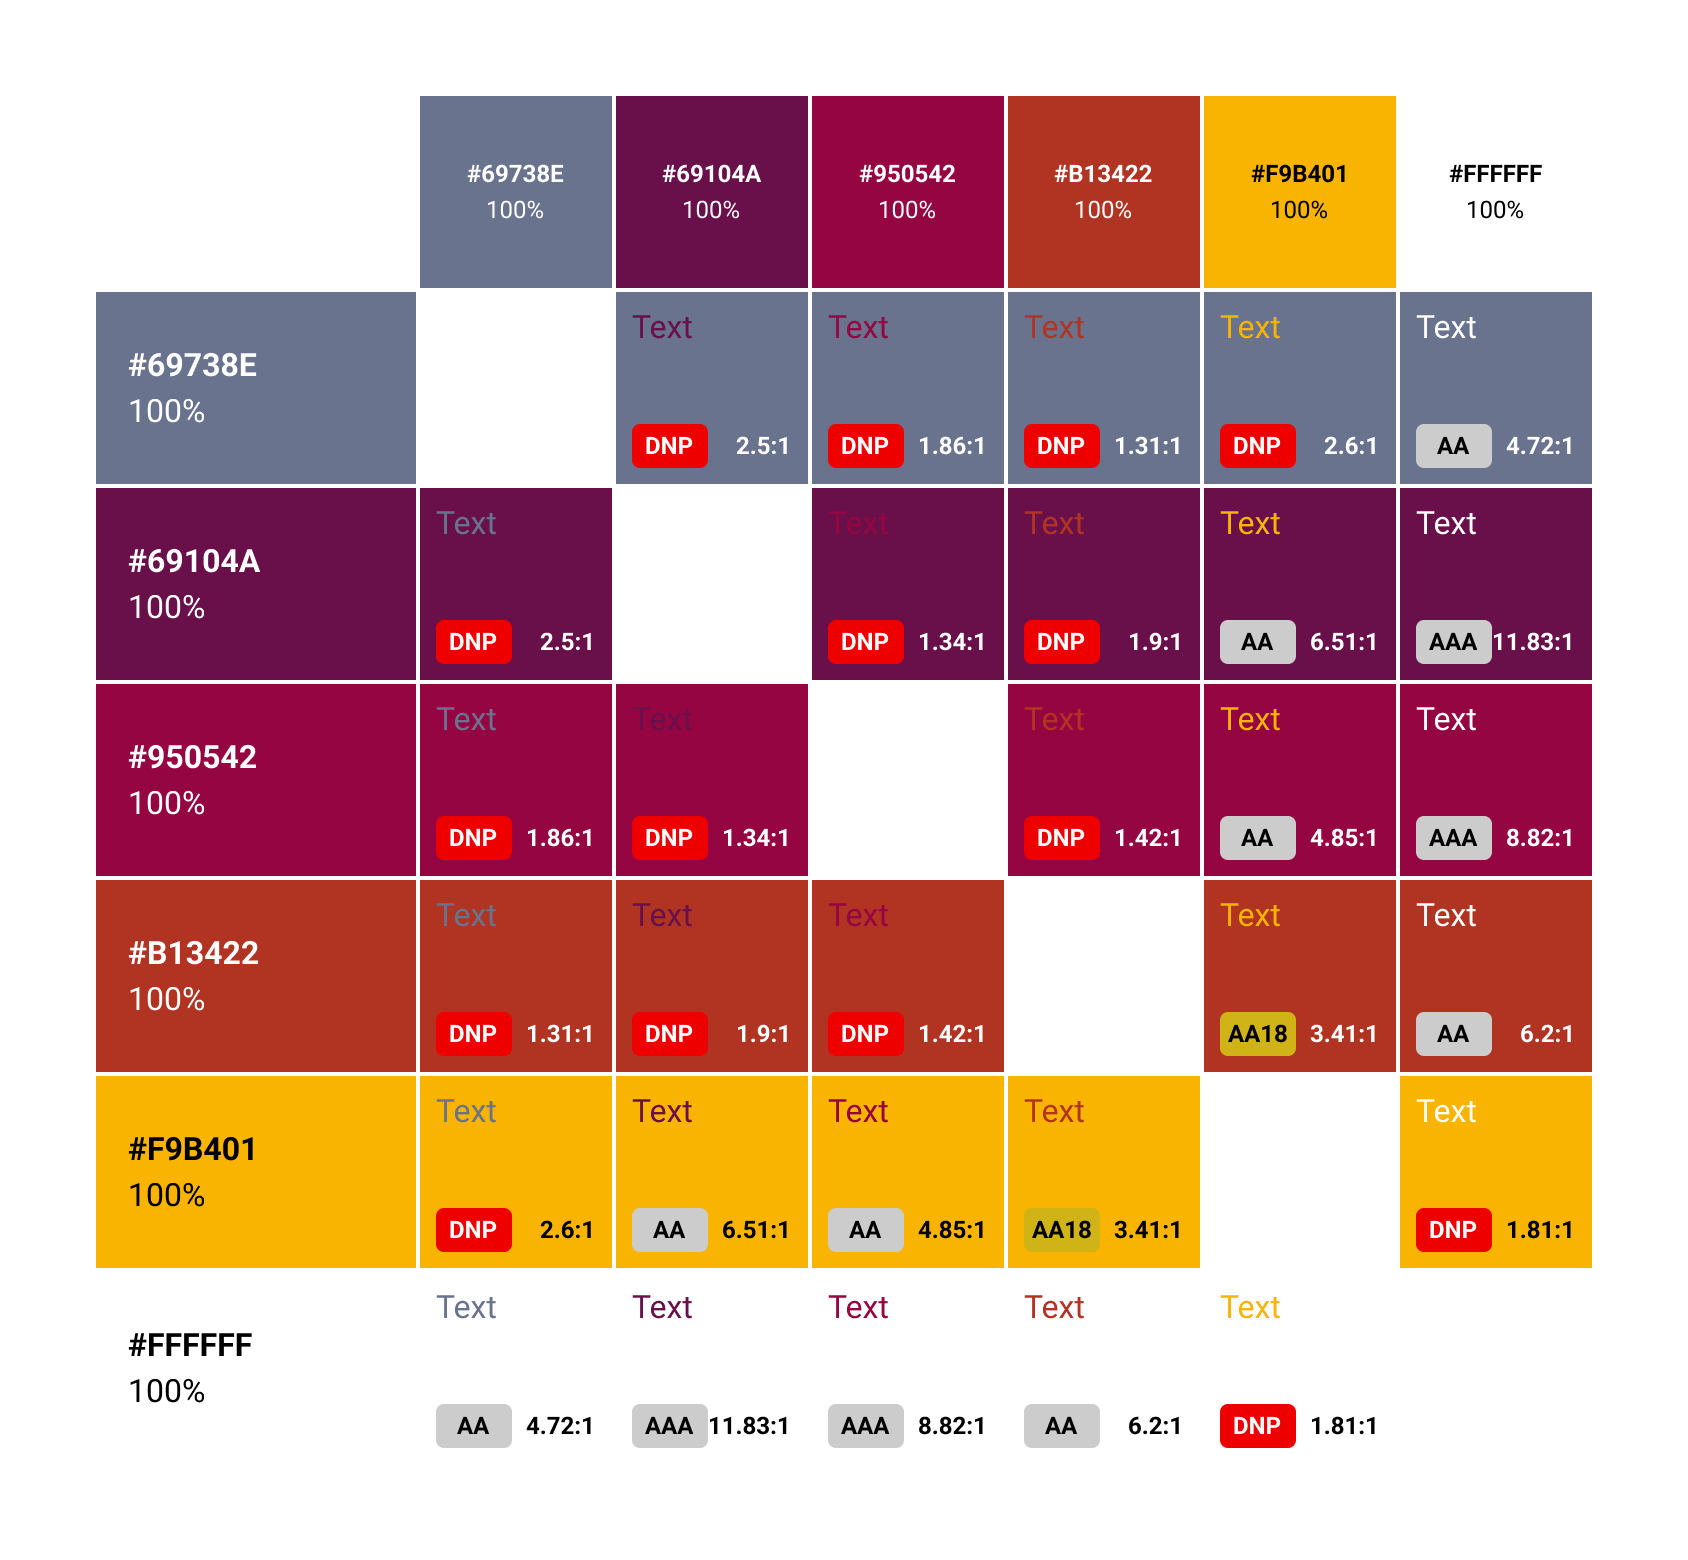 #69738E #69104A #950542 #B13422 #F9B401 #FFFFFF
100% 100% 100% 100% 100% 100%
Text Text Text Text Text
#69738E
100%
DNP 2.5:1 DNP 1.86:1 DNP 1.31:1 DNP 2.6:1 AA 4.72:1
Text Text Text Text Text
#69104A
100%
DNP 2.5:1 DNP 1.34:1 DNP 1.9:1 AA 6.51:1 AAA 11.83:1
Text Text Text Text Text
#950542
100%
DNP 1.86:1 DNP 1.34:1 DNP 1.42:1 AA 4.85:1 AAA 8.82:1
Text Text Text Text Text
#B13422
100%
DNP 1.31:1 DNP 1.9:1 DNP 1.42:1 AA18 3.41:1 AA 6.2:1
Text Text Text Text Text
#F9B401
100%
DNP 2.6:1 AA 6.51:1 AA 4.85:1 AA18 3.41:1 DNP 1.81:1
Text Text Text Text Text
#FFFFFF
100%
AA 4.72:1 AAA 11.83:1 AAA 8.82:1 AA 6.2:1 DNP 1.81:1